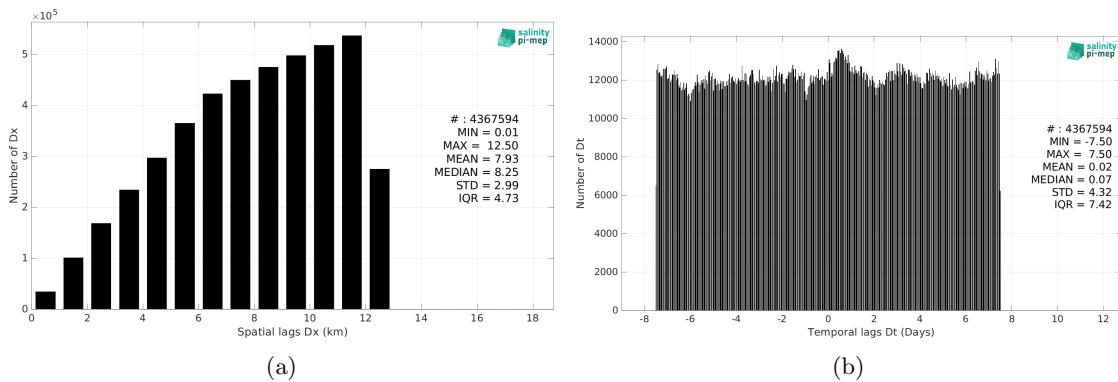 ×10⁵
salinity
pi-mep
5
4
3
2
1
0
Number of Dx
# : 4367594
MIN = 0.01
MAX = 12.50
MEAN = 7.93
MEDIAN = 8.25
STD = 2.99
IQR = 4.73
0 2 4 6 8 10 12 14 16 18
Spatial lags Dx (km)
(a)
salinity
pi-mep
14000
12000
10000
8000
6000
4000
2000
0
Number of Dt
# : 4367594
MIN = -7.50
MAX = 7.50
MEAN = 0.02
MEDIAN = 0.07
STD = 4.32
IQR = 7.42
-8 -6 -4 -2 0 2 4 6 8 10 12
Temporal lags Dt (Days)
(b)